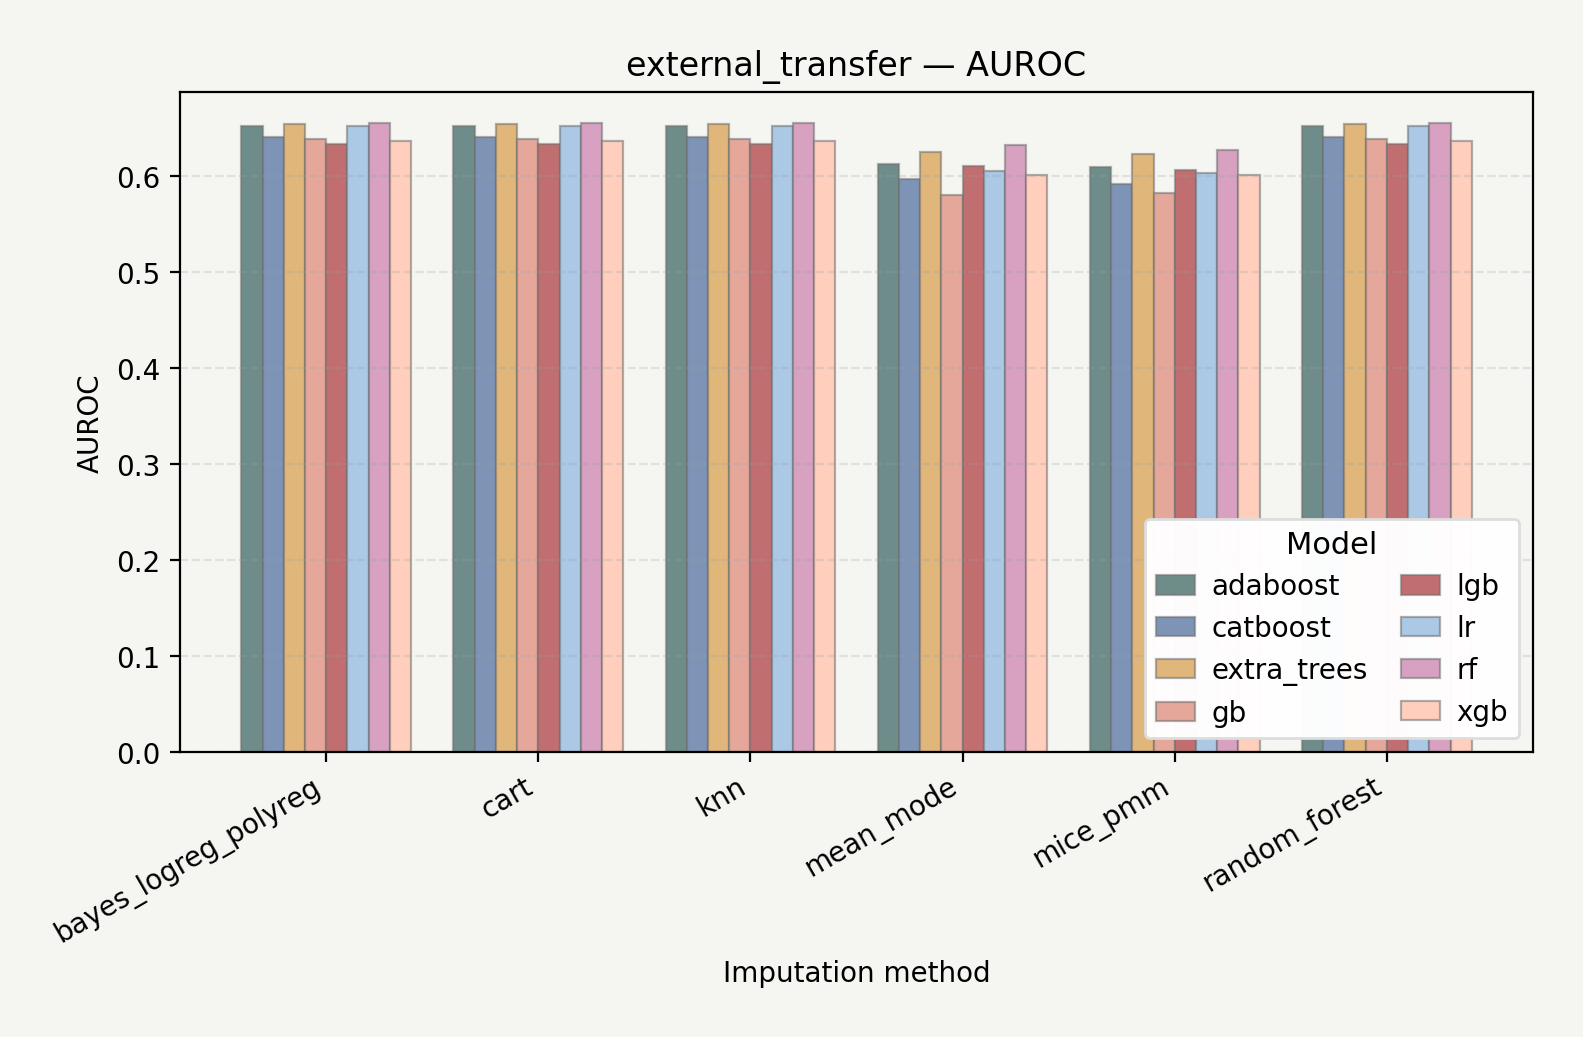 external_transfer — AUROC
AUROC
0.6
0.5
0.4
0.3
0.2
0.1
0.0
Model
adaboost
catboost
extra_trees
gb
lgb
lr
rf
xgb
bayes_logreg_polyreg
cart
knn
mean_mode
mice_pmm
random_forest
Imputation method